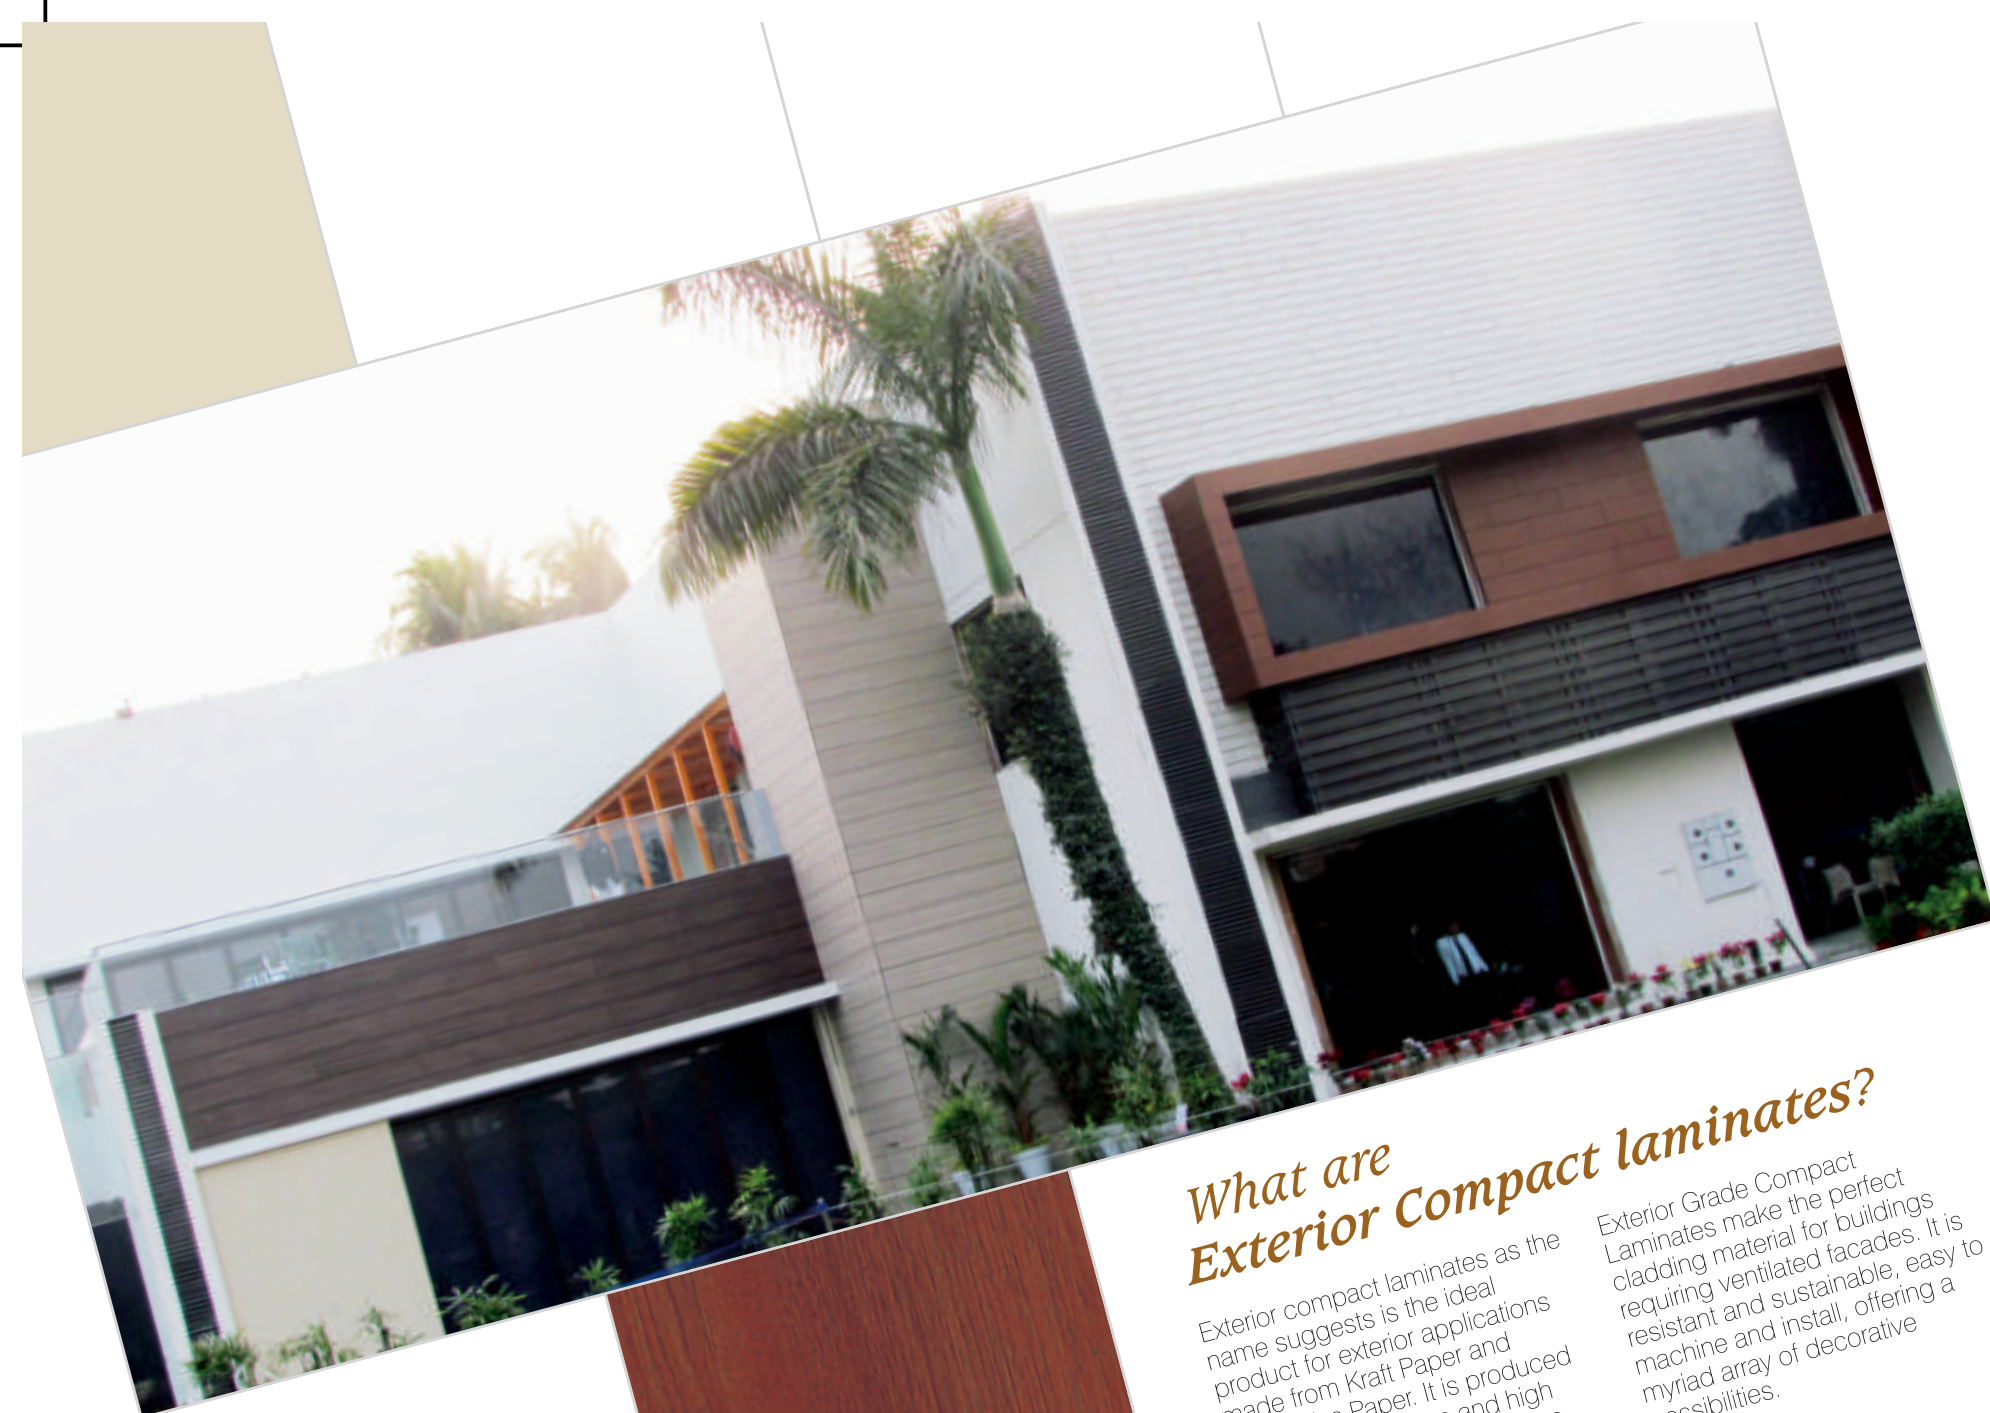 What are
Exterior Compact laminates?
Exterior compact laminates as the
name suggests is the ideal
product for exterior applications
made from Kraft Paper and
Paper. It is produced
and high
Exterior Grade Compact
Laminates make the perfect
cladding material for buildings
requiring ventilated facades. It is
resistant and sustainable, easy to
machine and install, offering a
myriad array of decorative